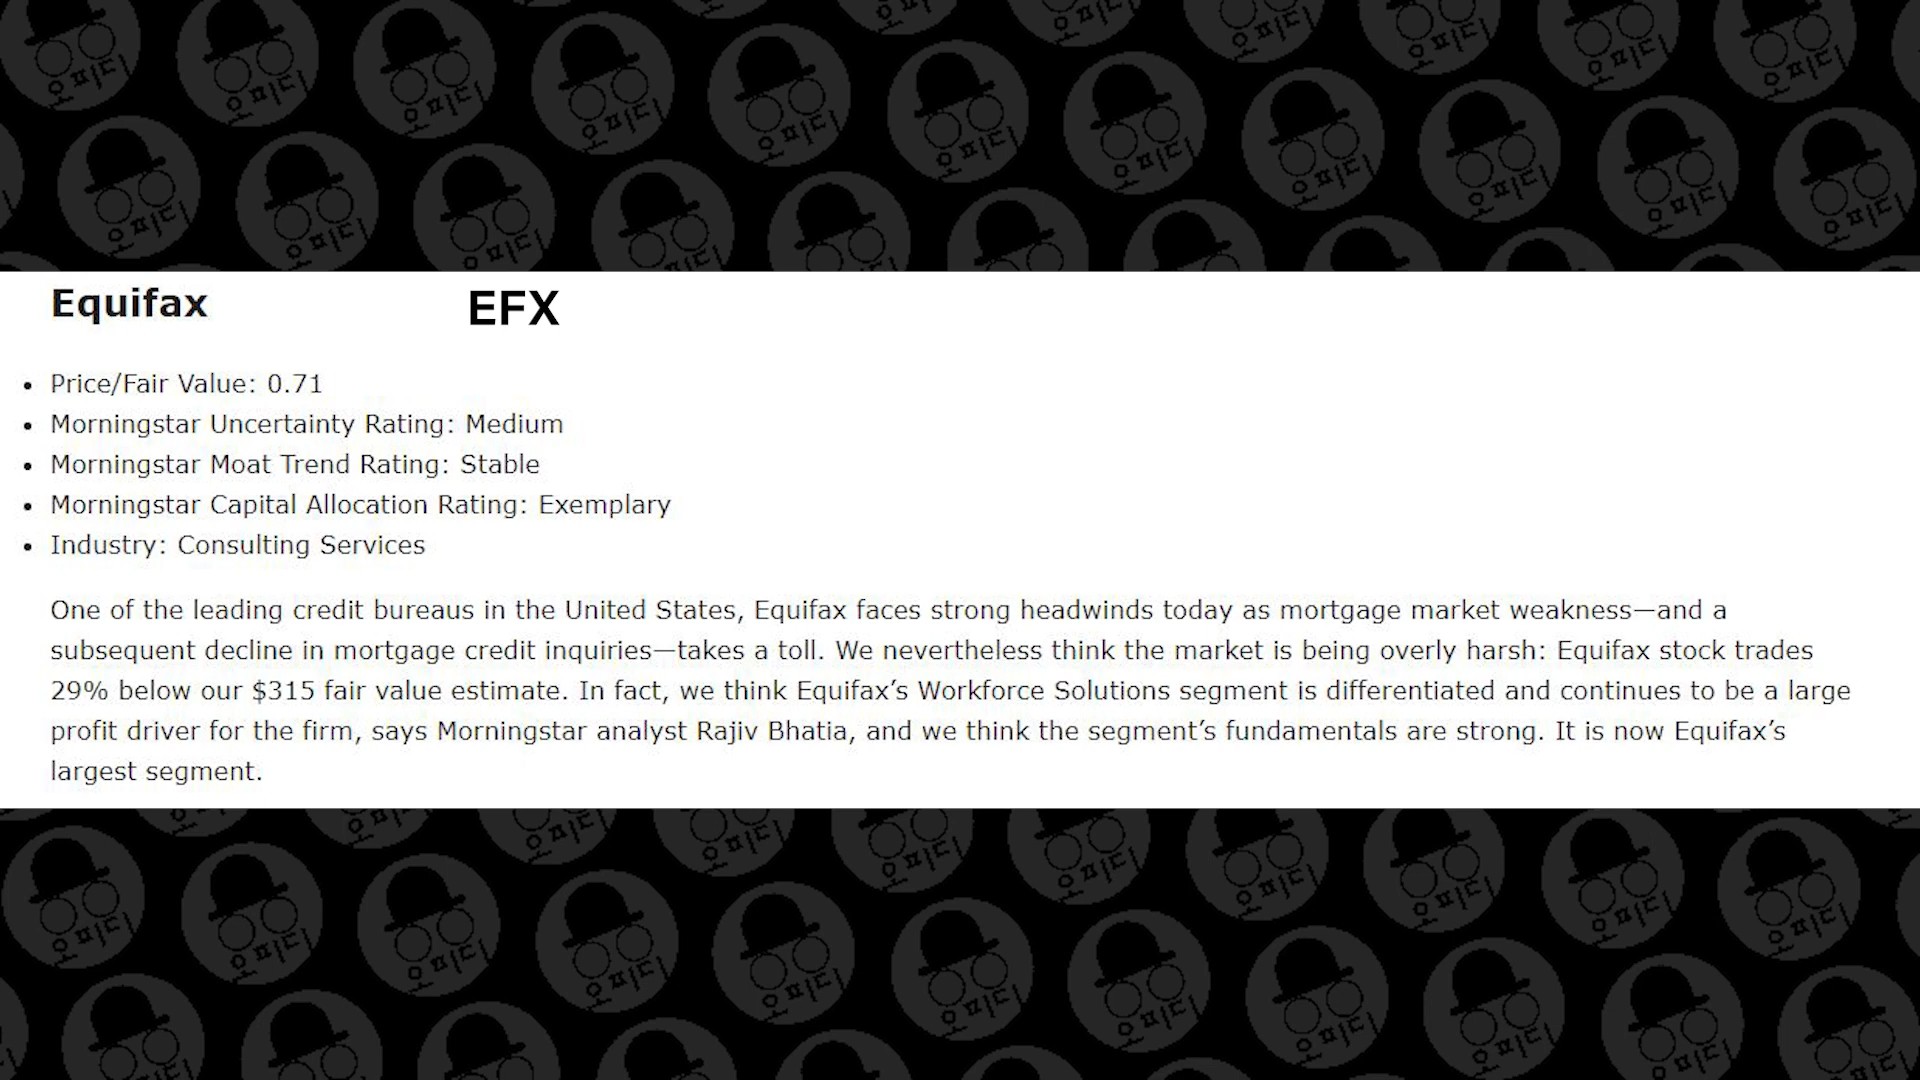 Equifax
EFX
• Price/Fair Value: 0.71
• Morningstar Uncertainty Rating: Medium
• Morningstar Moat Trend Rating: Stable
• Morningstar Capital Allocation Rating: Exemplary
• Industry: Consulting Services
One of the leading credit bureaus in the United States, Equifax faces strong headwinds today as mortgage market weakness—and a
subsequent decline in mortgage credit inquiries—takes a toll. We nevertheless think the market is being overly harsh: Equifax stock trades
29% below our $315 fair value estimate. In fact, we think Equifax’s Workforce Solutions segment is differentiated and continues to be a large
profit driver for the firm, says Morningstar analyst Rajiv Bhatia, and we think the segment’s fundamentals are strong. It is now Equifax’s
largest segment.